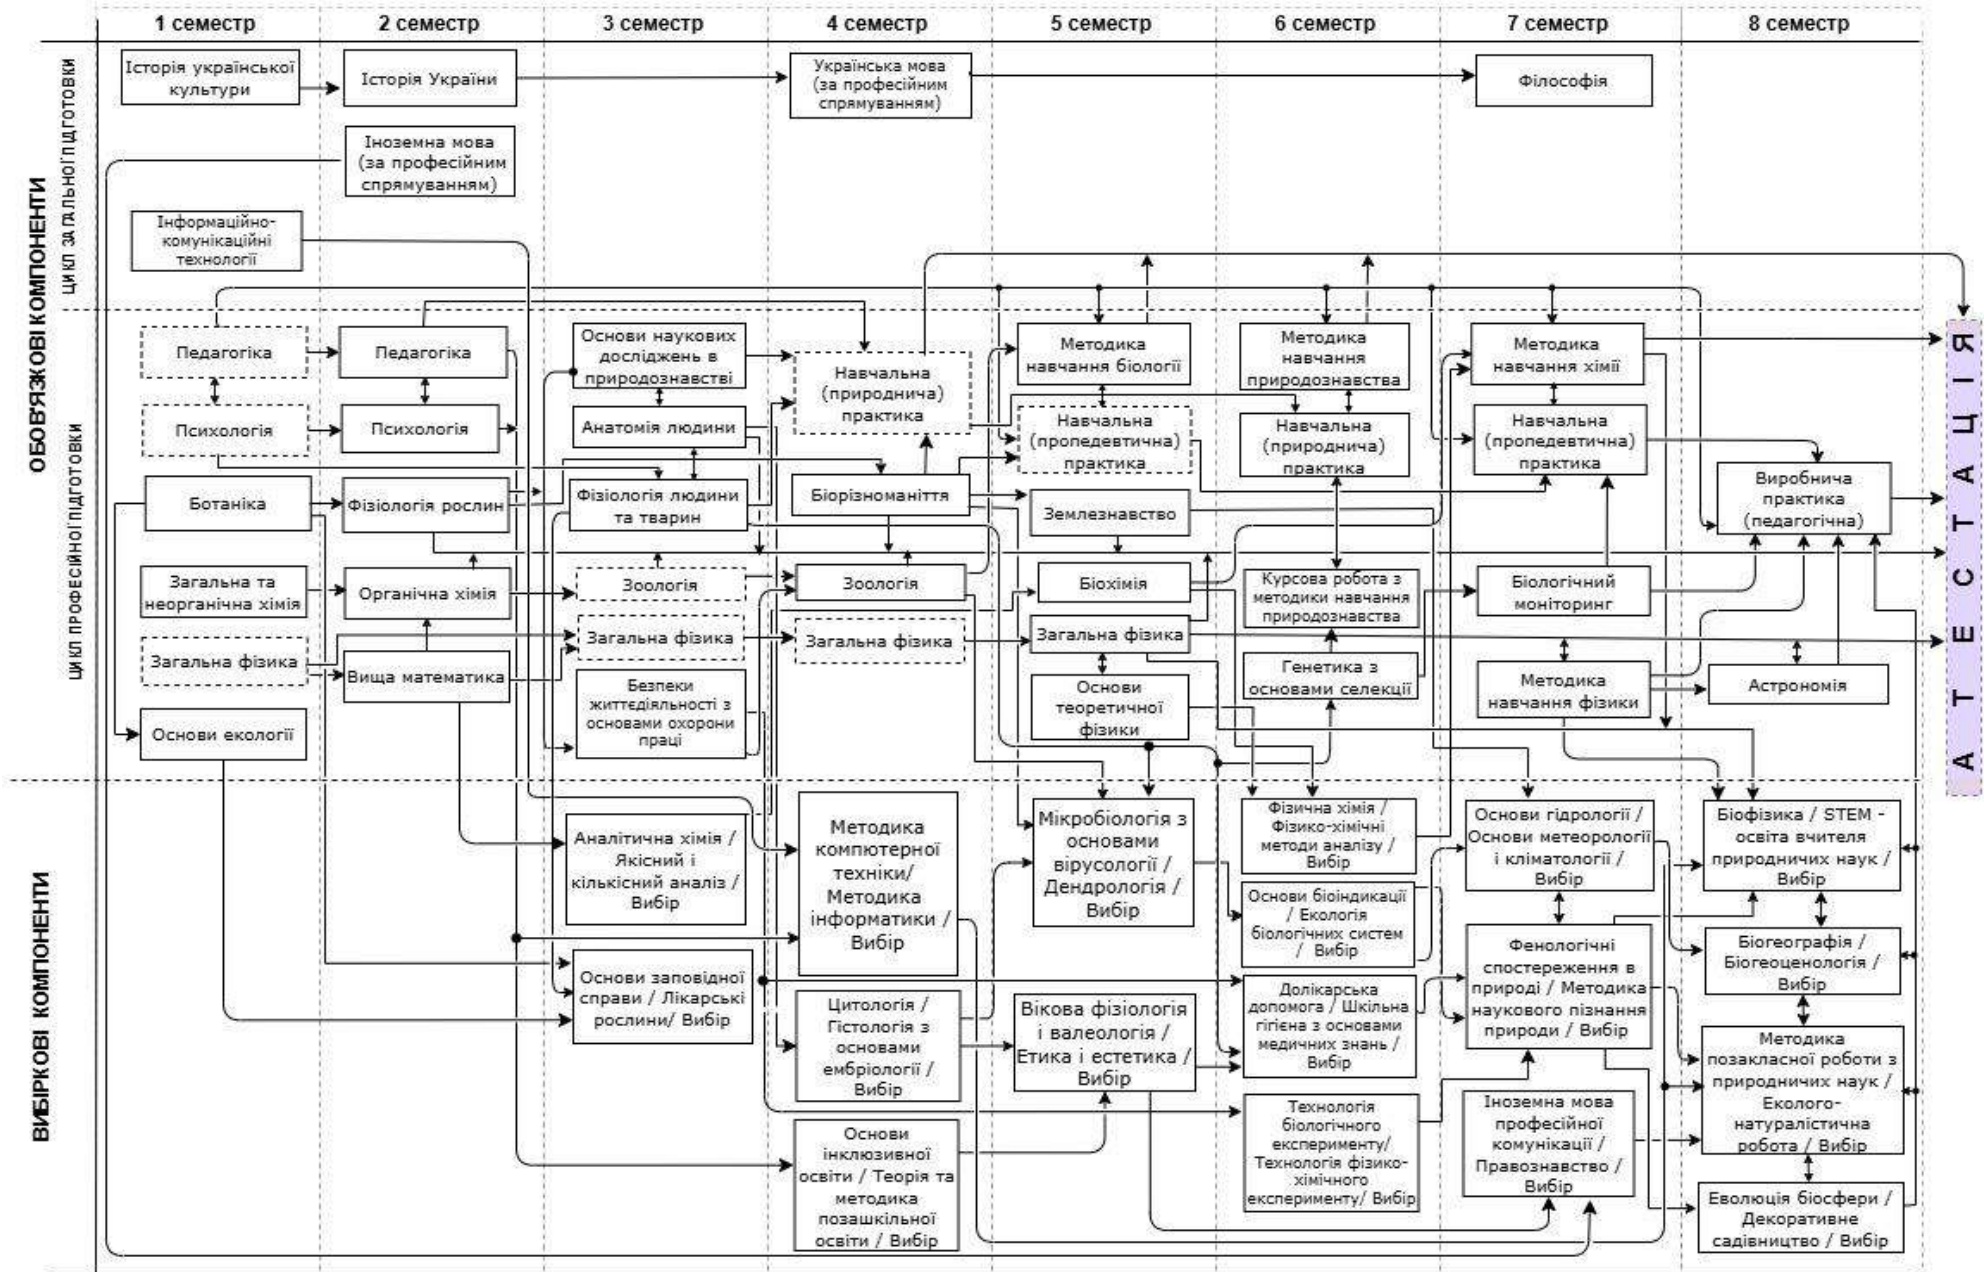 1 семестр
2 семестр
3 семестр
4 семестр
5 семестр
6 семестр
7 семестр
8 семестр
ОБОВ'ЯЗКОВІ КОМПОНЕНТИ
ЦИКЛ ЗАГАЛЬНОЇ ПІДГОТОВКИ
Історія української
культури
Історія України
Українська мова
(за професійним
спрямуванням)
Філософія
Іноземна мова
(за професійним
спрямуванням)
Інформаційно-
комунікаційні
технології
ЦИКЛ ПРОФЕСІЙНОЇ ПІДГОТОВКИ
Педагогіка
Психологія
Ботаніка
Загальна та
неорганічна хімія
Загальна фізика
Основи екології
Педагогіка
Психологія
Фізіологія рослин
Органічна хімія
Вища математика
Основи наукових
досліджень в
природознавстві
Анатомія людини
Фізіологія людини
та тварин
Зоологія
Загальна фізика
Безпеки
життєдіяльності з
основами охорони
праці
Навчальна
(природнича)
практика
Біорізноманіття
Зоологія
Загальна фізика
Методика
навчання біології
Навчальна
(пропедевтична)
практика
Землезнавство
Біохімія
Загальна фізика
Основи
теоретичної
фізики
Методика
навчання
природознавства
Навчальна
(природнича)
практика
Курсова робота з
методики навчання
природознавства
Генетика з
основами селекції
Методика
навчання хімії
Навчальна
(пропедевтична)
практика
Біологічний
моніторинг
Методика
навчання фізики
Виробнича
практика
(педагогічна)
Астрономія
АТЕСТАЦІЯ
ВИБІРКОВІ КОМПОНЕНТИ
Аналітична хімія /
Якісний і
кількісний аналіз /
Вибір
Основи заповідної
справи / Лікарські
рослини/ Вибір
Методика
компютерної
техніки/
Методика
інформатики /
Вибір
Цитологія /
Гістологія з
основами
ембріології /
Вибір
Основи
інклюзивної
освіти / Теорія та
методика
позашкільної
освіти / Вибір
Мікробіологія з
основами
вірусології /
Дендрологія /
Вибір
Вікова фізіологія
і валеологія /
Етика і естетика /
Вибір
Фізична хімія /
Фізико-хімічні
методи аналізу /
Вибір
Основи біоіндикації
/ Екологія
біологічних систем
/ Вибір
Долікарська
допомога / Шкільна
гігієна з основами
медичних знань /
Вибір
Технологія
біологічного
експерименту/
Технологія фізико-
хімічного
експерименту/ Вибір
Основи гідрології /
Основи метеорології
і кліматології /
Вибір
Фенологічні
спостереження в
природі / Методика
наукового пізнання
природи / Вибір
Іноземна мова
професійної
комунікації /
Правознавство /
Вибір
Біофізика / STEM -
освіта вчителя
природничих наук /
Вибір
Біогеографія /
Біогеоценологія /
Вибір
Методика
позакласної роботи з
природничих наук /
Еколого-
натуралістична
робота / Вибір
Еволюція біосфери /
Декоративне
садівництво / Вибір